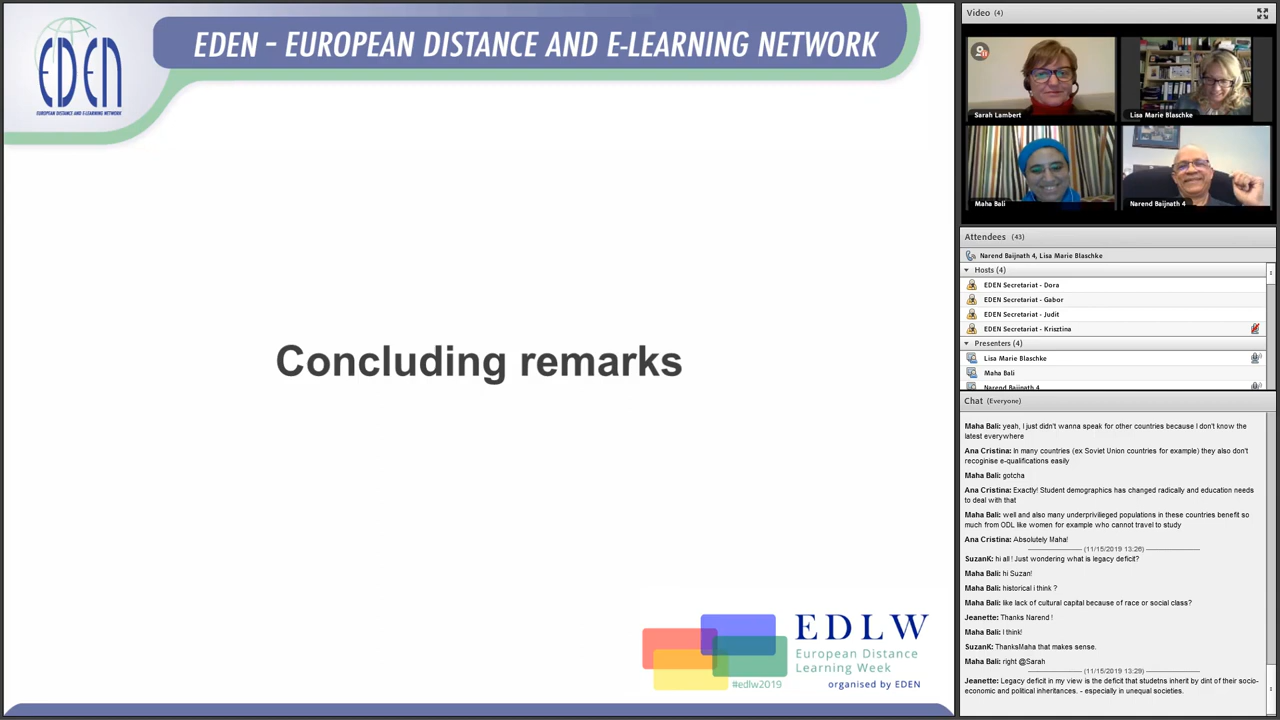 EDEN
EUROPEAN DISTANCE AND E-LEARNING NETWORK
EDEN – EUROPEAN DISTANCE AND E-LEARNING NETWORK
Concluding remarks
EDLW
European Distance
Learning Week
#edlw2019
organised by EDEN
Video (4)
Sarah Lambert
Lisa Marie Blaschke
Maha Bali
Narend Baijnath 4
Attendees (43)
Narend Baijnath 4, Lisa Marie Blaschke
Hosts (4)
EDEN Secretariat - Dora
EDEN Secretariat - Gabor
EDEN Secretariat - Judit
EDEN Secretariat - Krisztina
Presenters (4)
Lisa Marie Blaschke
Maha Bali
Narend Baijnath 4
Chat (Everyone)
Maha Bali: yeah, I just didn't wanna speak for other countries because I don't know the
latest everywhere
Ana Cristina: In many countries (ex Soviet Union countries for example) they also don't
recoginise e-qualifications easily
Maha Bali: gotcha
Ana Cristina: Exactly! Student demographics has changed radically and education needs
to deal with that
Maha Bali: well and also many underprivilieged populations in these countries benefit so
much from ODL like women for example who cannot travel to study
Ana Cristina: Absolutely Maha!
(11/15/2019 13:26)
SuzanK: hi all ! Just wondering what is legacy deficit?
Maha Bali: hi Suzan!
Maha Bali: historical i think ?
Maha Bali: like lack of cultural capital because of race or social class?
Jeanette: Thanks Narend !
Maha Bali: I think!
SuzanK: ThanksMaha that makes sense.
Maha Bali: right @Sarah
(11/15/2019 13:29)
Jeanette: Legacy deficit in my view is the deficit that studetns inherit by dint of their socio-
economic and political inheritances. - especially in unequal societies.